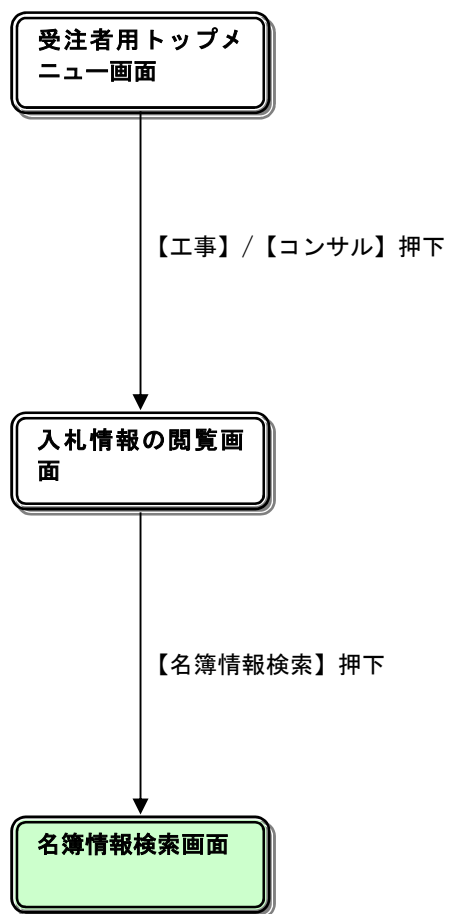 受注者用トップメ
ニュー画面
【工事】/【コンサル】押下
入札情報の閲覧画
面
【名簿情報検索】押下
名簿情報検索画面